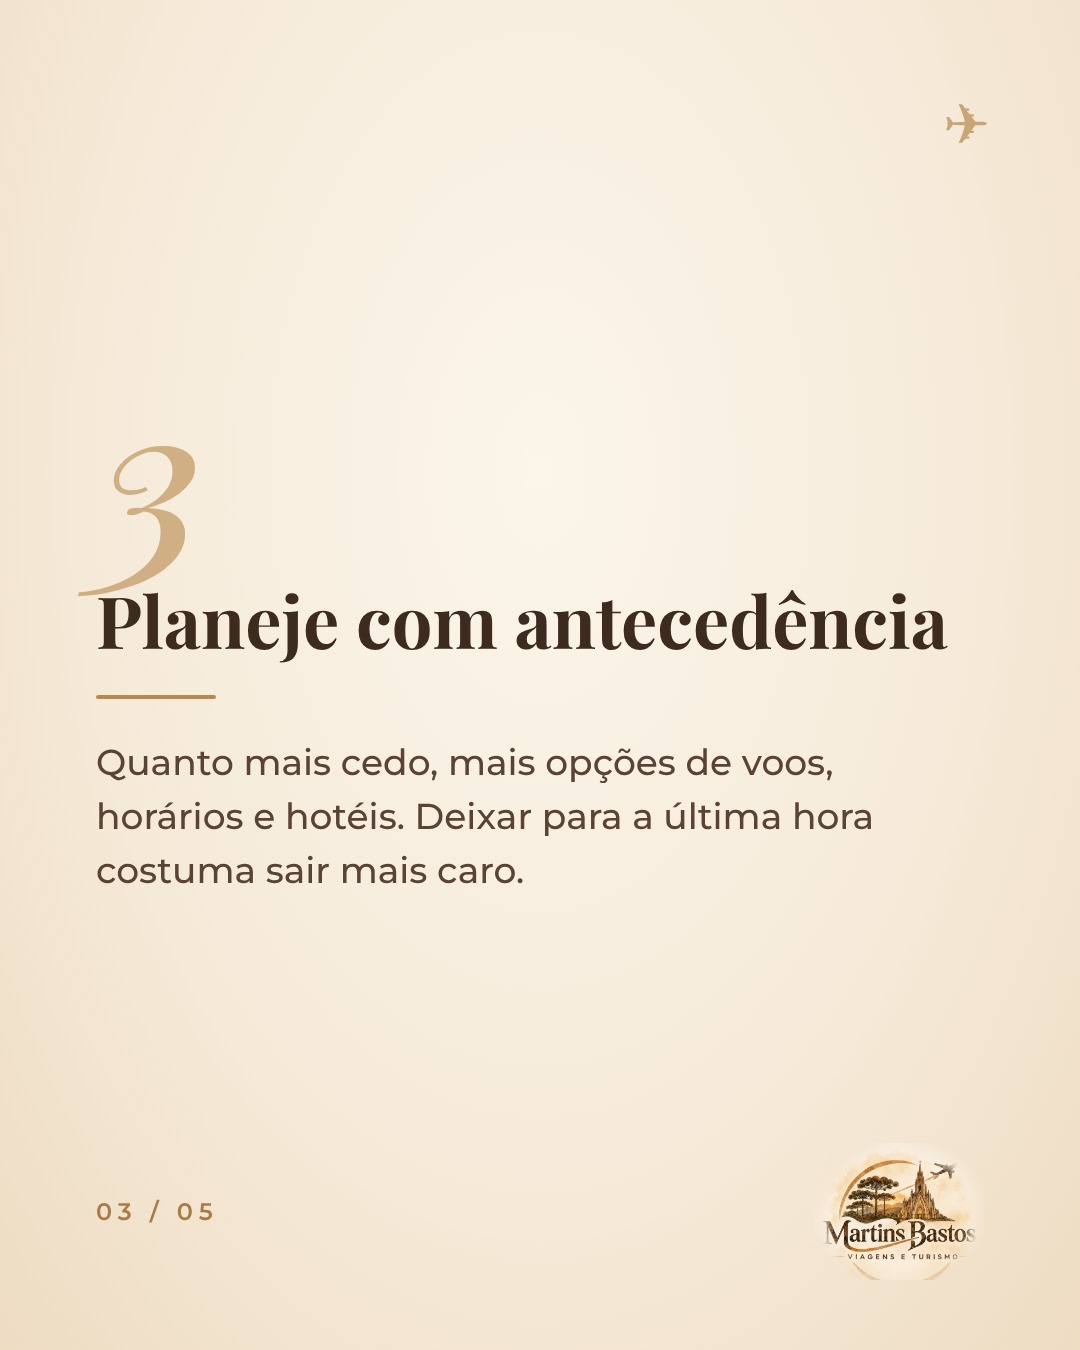 3
Planeje com antecedência
Quanto mais cedo, mais opções de voos,
horários e hotéis. Deixar para a última hora
costuma sair mais caro.
03 / 05
Martins Bastos
VIAGENS E TURISMO